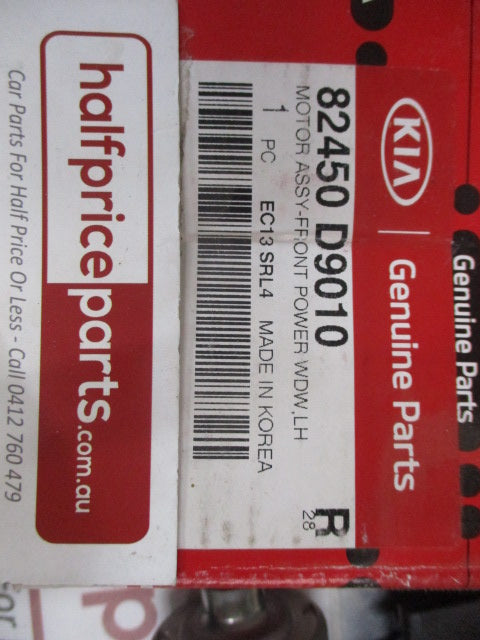 KIA | Genuine Parts
Genuine Parts
82450 D9010
MOTOR ASSY-FRONT POWER WDW,LH
1 PC EC13 SRL4 MADE IN KOREA
R
28
halfpriceparts.com.au
Car Parts For Half Price Or Less - Call 0412 760 479